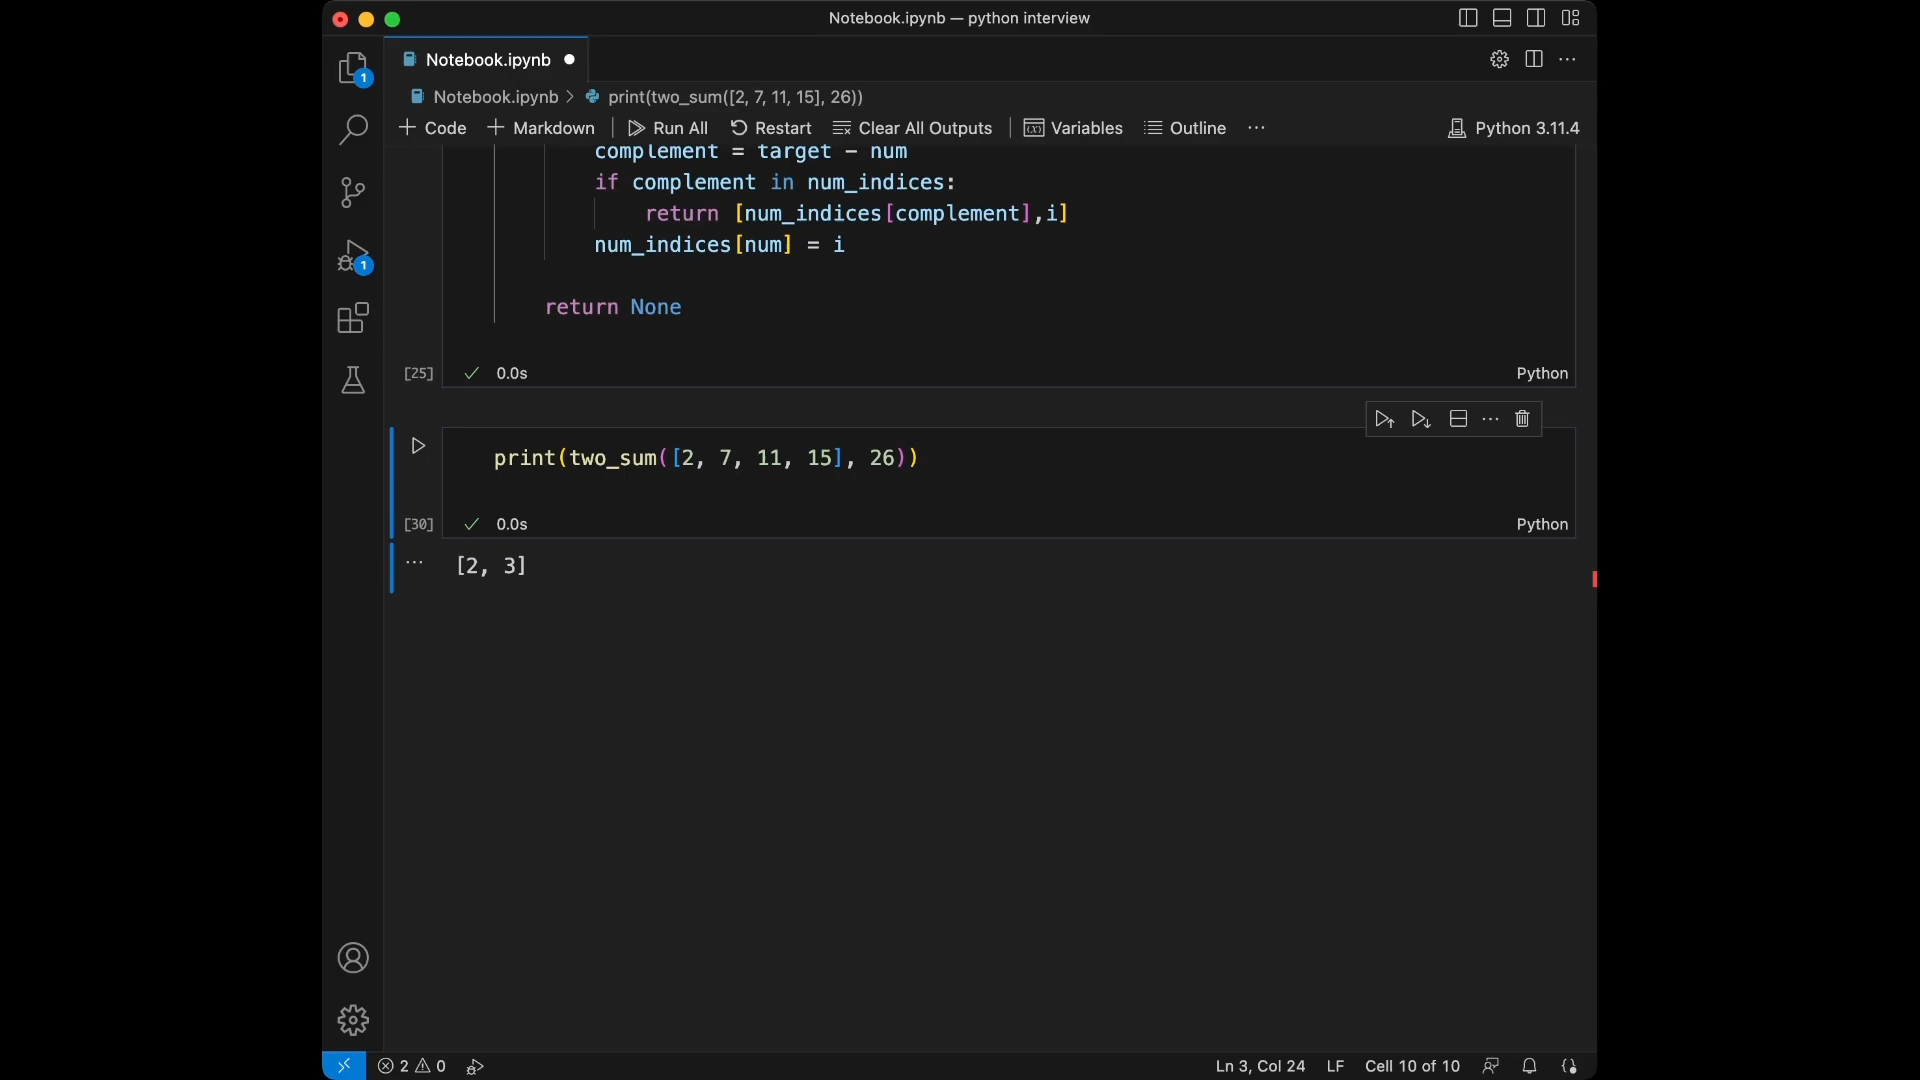 Notebook.ipynb — python interview
Notebook.ipynb
Notebook.ipynb > print(two_sum([2, 7, 11, 15], 26))
+ Code + Markdown Run All Restart Clear All Outputs Variables Outline ··· Python 3.11.4
complement = target - num
if complement in num_indices:
return [num_indices[complement],i]
num_indices[num] = i
return None
[25] ✓ 0.0s Python
print(two_sum([2, 7, 11, 15], 26))
[30] ✓ 0.0s Python
··· [2, 3]
1
1
2 0 Ln 3, Col 24 LF Cell 10 of 10